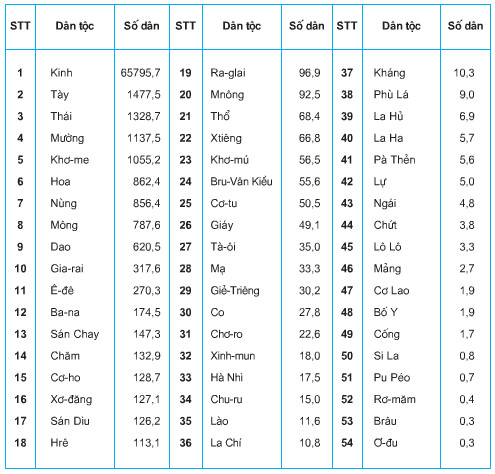 STT Dân tộc Số dân STT Dân tộc Số dân STT Dân tộc Số dân
1 Kinh 65795,7 19 Ra-glai 96,9 37 Kháng 10,3
2 Tày 1477,5 20 Mnông 92,5 38 Phù Lá 9,0
3 Thái 1328,7 21 Thổ 68,4 39 La Hủ 6,9
4 Mường 1137,5 22 Xtiêng 66,8 40 La Ha 5,7
5 Khơ-me 1055,2 23 Khơ-mú 56,5 41 Pà Thẻn 5,6
6 Hoa 862,4 24 Bru-Vân Kiều 55,6 42 Lự 5,0
7 Nùng 856,4 25 Cơ-tu 50,5 43 Ngái 4,8
8 Mông 787,6 26 Giáy 49,1 44 Chứt 3,8
9 Dao 620,5 27 Tà-ôi 35,0 45 Lô Lô 3,3
10 Gia-rai 317,6 28 Mạ 33,3 46 Mảng 2,7
11 Ê-đê 270,3 29 Giẻ-Triêng 30,2 47 Cơ Lao 1,9
12 Ba-na 174,5 30 Co 27,8 48 Bố Y 1,9
13 Sán Chay 147,3 31 Chơ-ro 22,6 49 Cống 1,7
14 Chăm 132,9 32 Xinh-mun 18,0 50 Si La 0,8
15 Cơ-ho 128,7 33 Hà Nhì 17,5 51 Pu Péo 0,7
16 Xơ-đăng 127,1 34 Chu-ru 15,0 52 Rơ-măm 0,4
17 Sán Dìu 126,2 35 Lào 11,6 53 Brâu 0,3
18 Hrê 113,1 36 La Chí 10,8 54 Ơ-đu 0,3